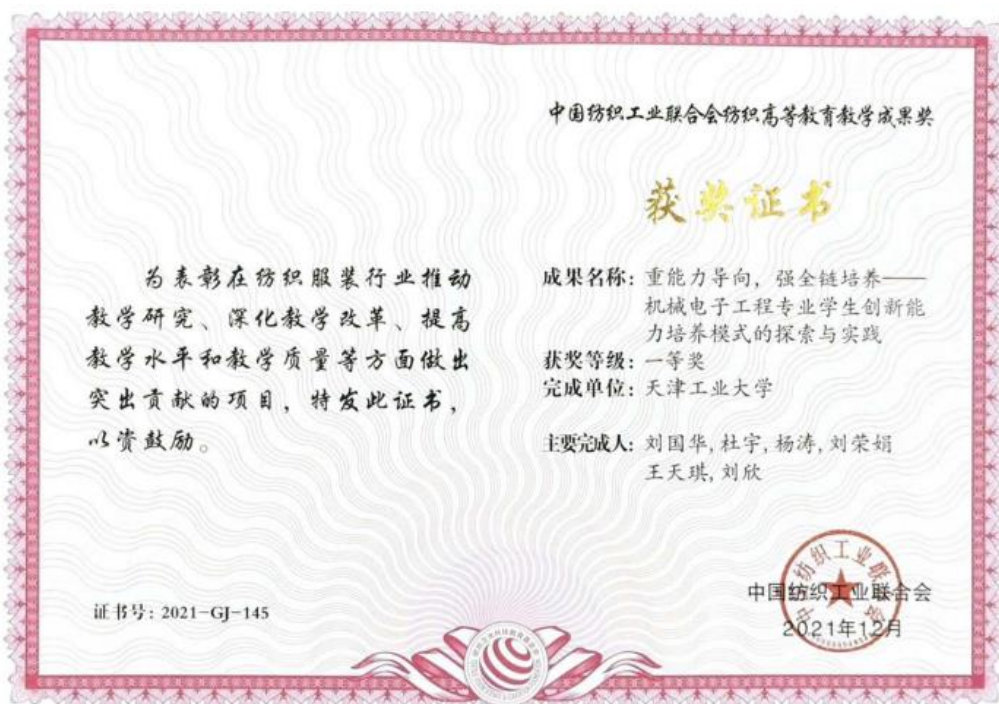 为表彰在纺织服装行业推动
教学研究、深化教学改革、提高
教学水平和教学质量等方面做出
突出贡献的项目，特发此证书，
以资鼓励。
证书号：2021-GJ-145
中国纺织工业联合会纺织高等教育教学成果奖
获奖证书
成果名称：重能力导向，强全链培养——
机械电子工程专业学生创新能
力培养模式的探索与实践
获奖等级：一等奖
完成单位：天津工业大学
主要完成人：刘国华,杜宇,杨涛,刘荣娟
王天琪,刘欣
中国纺织工业联合会
2021年12月
中国纺织工业联合会